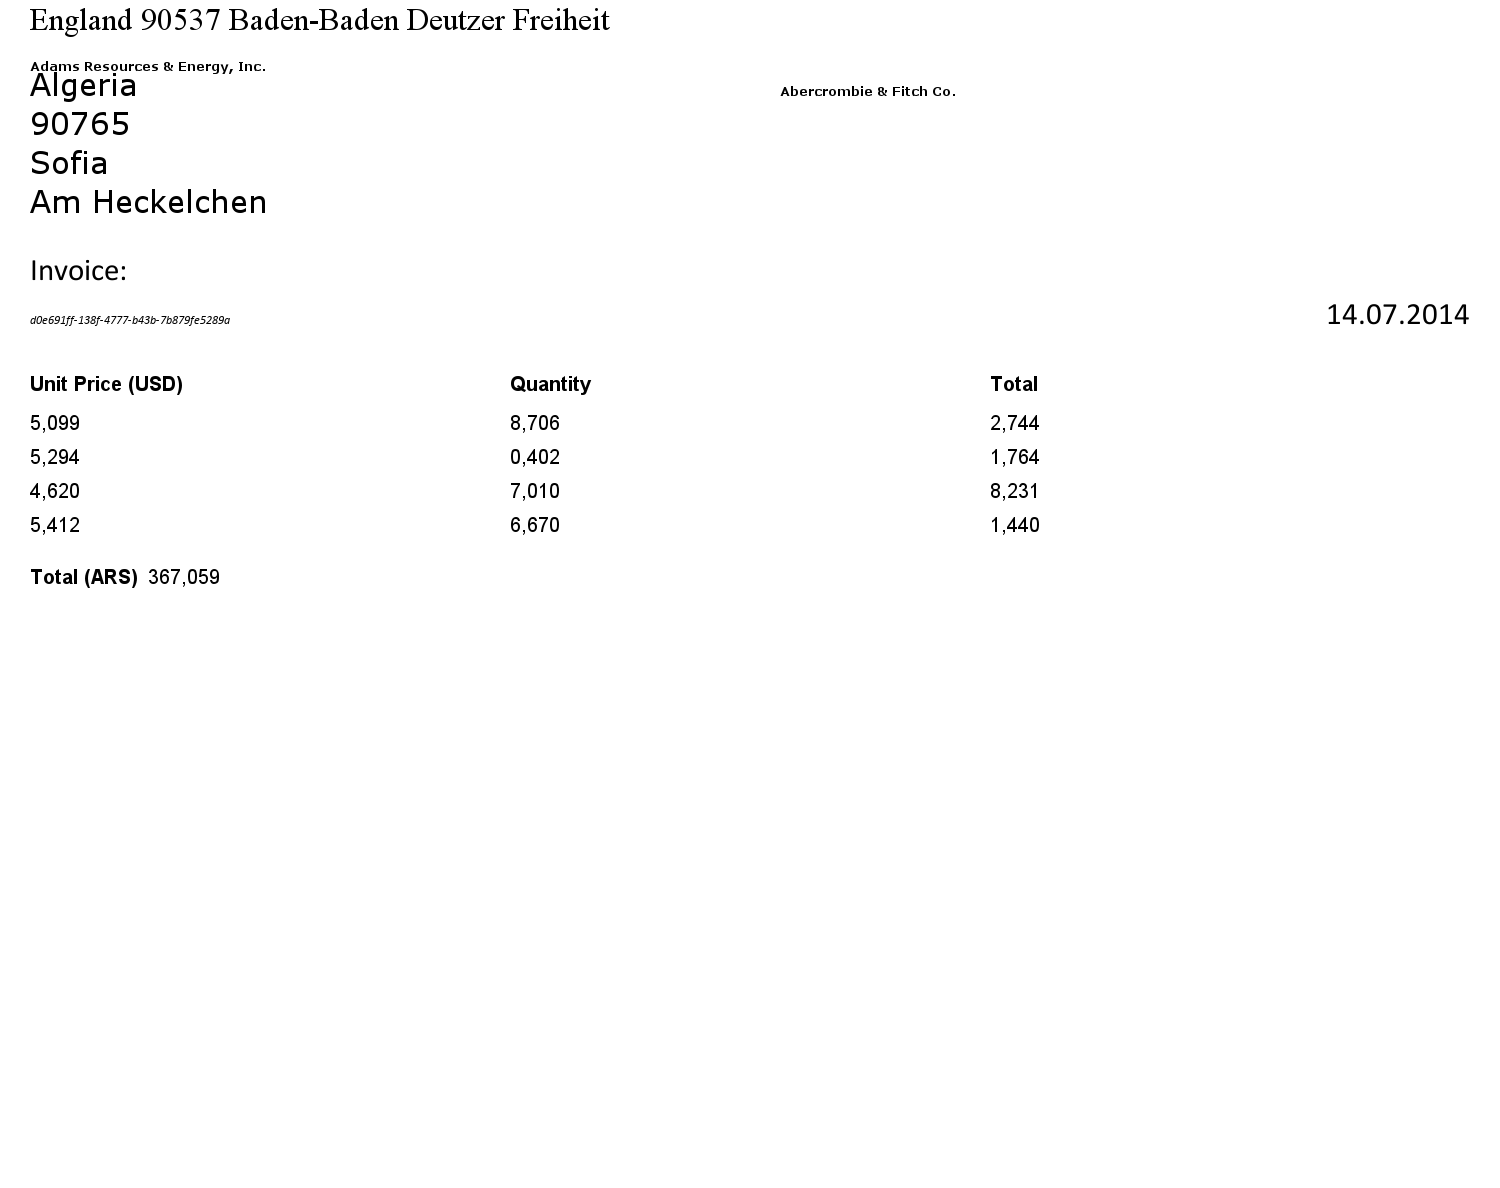 England 90537 Baden-Baden Deutzer Freiheit
Adams Resources & Energy, Inc.
Algeria
90765
Sofia
Am Heckelchen
Abercrombie & Fitch Co.
Invoice:
d0e691ff-138f-4777-b43b-7b879fe5289a
14.07.2014
Unit Price (USD) Quantity Total
5,099 8,706 2,744
5,294 0,402 1,764
4,620 7,010 8,231
5,412 6,670 1,440
Total (ARS) 367,059